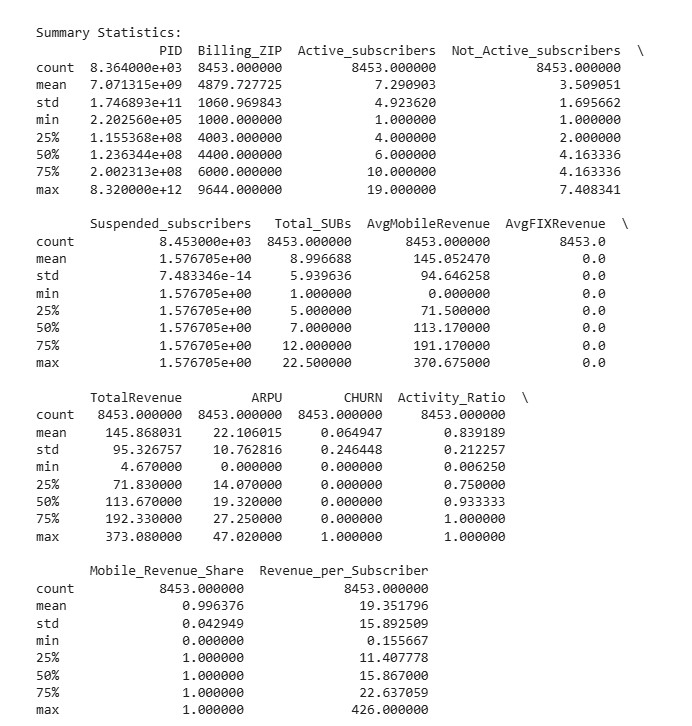 Summary Statistics:
PID Billing_ZIP Active_subscribers Not_Active_subscribers \
count 8.364000e+03 8453.000000 8453.000000 8453.000000
mean 7.071315e+09 4879.727725 7.290903 3.509051
std 1.746893e+11 1060.969843 4.923620 1.695662
min 2.202560e+05 1000.000000 1.000000 1.000000
25% 1.155368e+08 4003.000000 4.000000 2.000000
50% 1.236344e+08 4400.000000 6.000000 4.163336
75% 2.002313e+08 6000.000000 10.000000 4.163336
max 8.320000e+12 9644.000000 19.000000 7.408341
Suspended_subscribers Total_SUBs AvgMobileRevenue AvgFIXRevenue \
count 8.453000e+03 8453.000000 8453.000000 8453.0
mean 1.576705e+00 8.996688 145.052470 0.0
std 7.483346e-14 5.939636 94.646258 0.0
min 1.576705e+00 1.000000 0.000000 0.0
25% 1.576705e+00 5.000000 71.500000 0.0
50% 1.576705e+00 7.000000 113.170000 0.0
75% 1.576705e+00 12.000000 191.170000 0.0
max 1.576705e+00 22.500000 370.675000 0.0
TotalRevenue ARPU CHURN Activity_Ratio \
count 8453.000000 8453.000000 8453.000000 8453.000000
mean 145.868031 22.106015 0.064947 0.839189
std 95.326757 10.762816 0.246448 0.212257
min 4.670000 0.000000 0.000000 0.006250
25% 71.830000 14.070000 0.000000 0.750000
50% 113.670000 19.320000 0.000000 0.933333
75% 192.330000 27.250000 0.000000 1.000000
max 373.080000 47.020000 1.000000 1.000000
Mobile_Revenue_Share Revenue_per_Subscriber
count 8453.000000 8453.000000
mean 0.996376 19.351796
std 0.042949 15.892509
min 0.000000 0.155667
25% 1.000000 11.407778
50% 1.000000 15.867000
75% 1.000000 22.637059
max 1.000000 426.000000